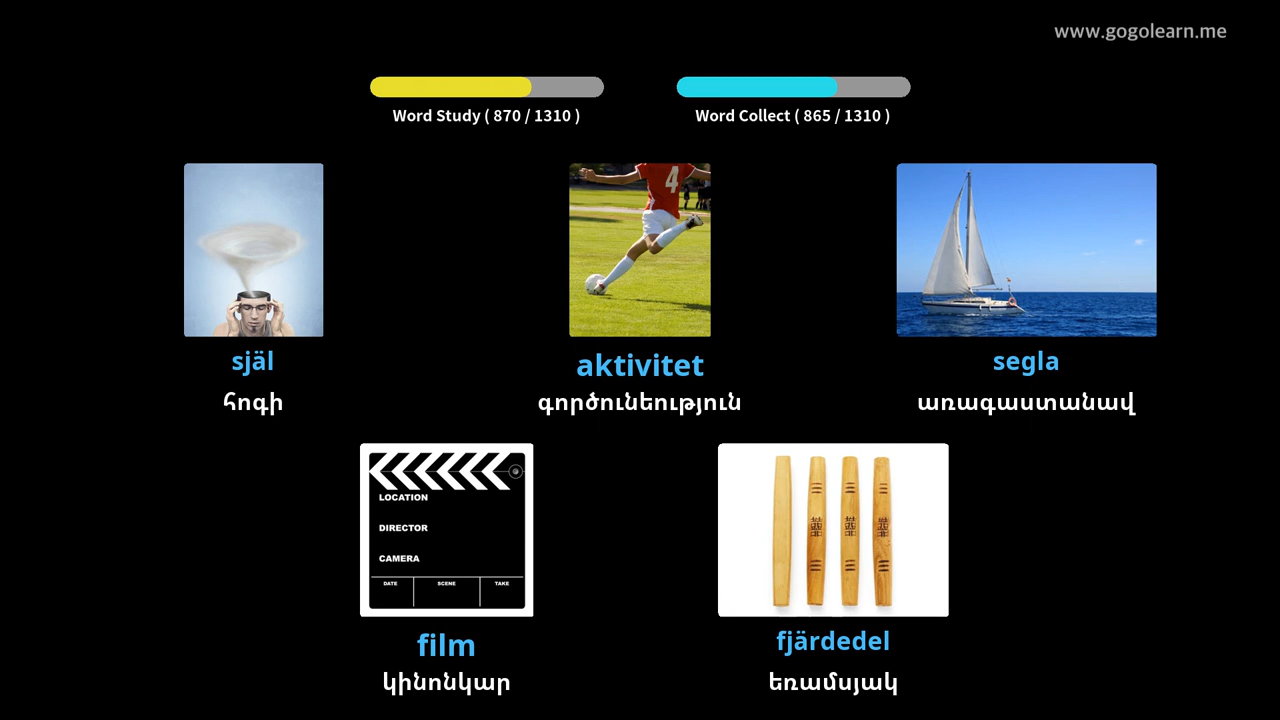 www.gogolearn.me
Word Study ( 870 / 1310 )
Word Collect ( 865 / 1310 )
själ
aktivitet
segla
հոգի
գործունեություն
առագաստանավ
4
LOCATION
DIRECTOR
CAMERA
DATE
SCENE
TAKE
film
fjärdedel
կինոնկար
եռամսյակ